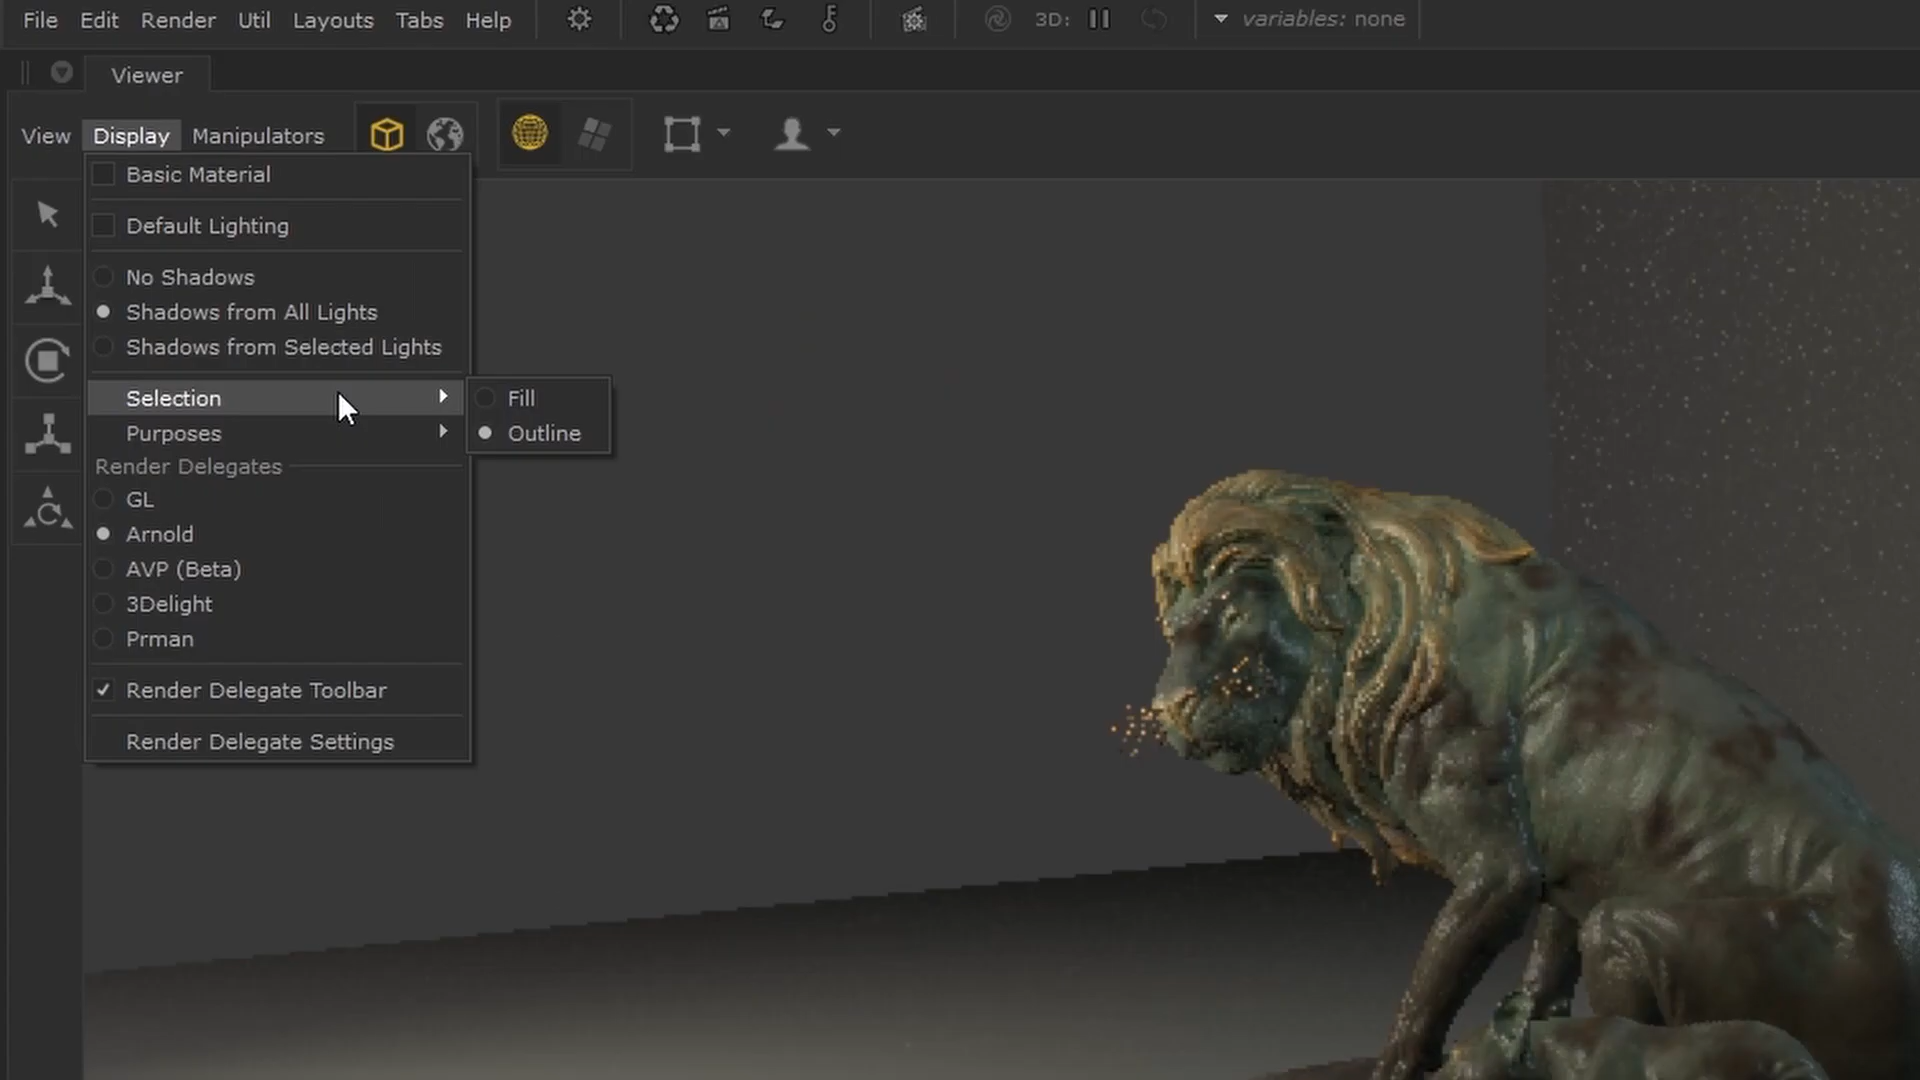 File Edit Render Util Layouts Tabs Help 3D: variables: none
Viewer
View Display Manipulators
Basic Material
Default Lighting
No Shadows
Shadows from All Lights
Shadows from Selected Lights
Selection
Fill
Purposes
Outline
Render Delegates
GL
Arnold
AVP (Beta)
3Delight
Prman
Render Delegate Toolbar
Render Delegate Settings